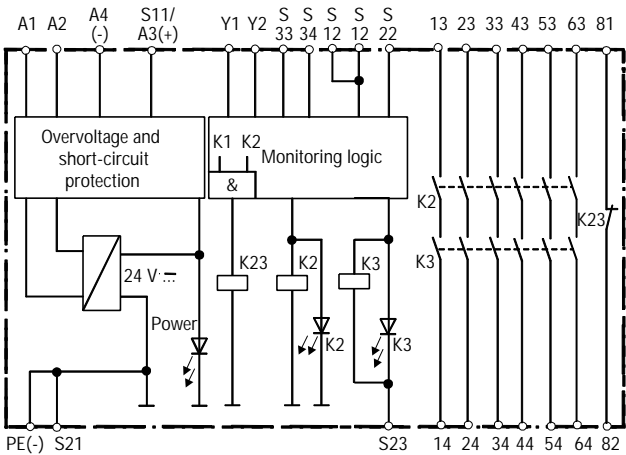 A1 A2 A4 (-) S11/ A3(+) Y1 Y2 S 33 S 34 S 12 S 12 S 22 13 23 33 43 53 63 81
Overvoltage and
short-circuit
protection
K1 K2
&
Monitoring logic
K2
K23
K3
24 V
K23
K2
K3
Power
K2
K3
PE(-) S21 S23 14 24 34 44 54 64 82